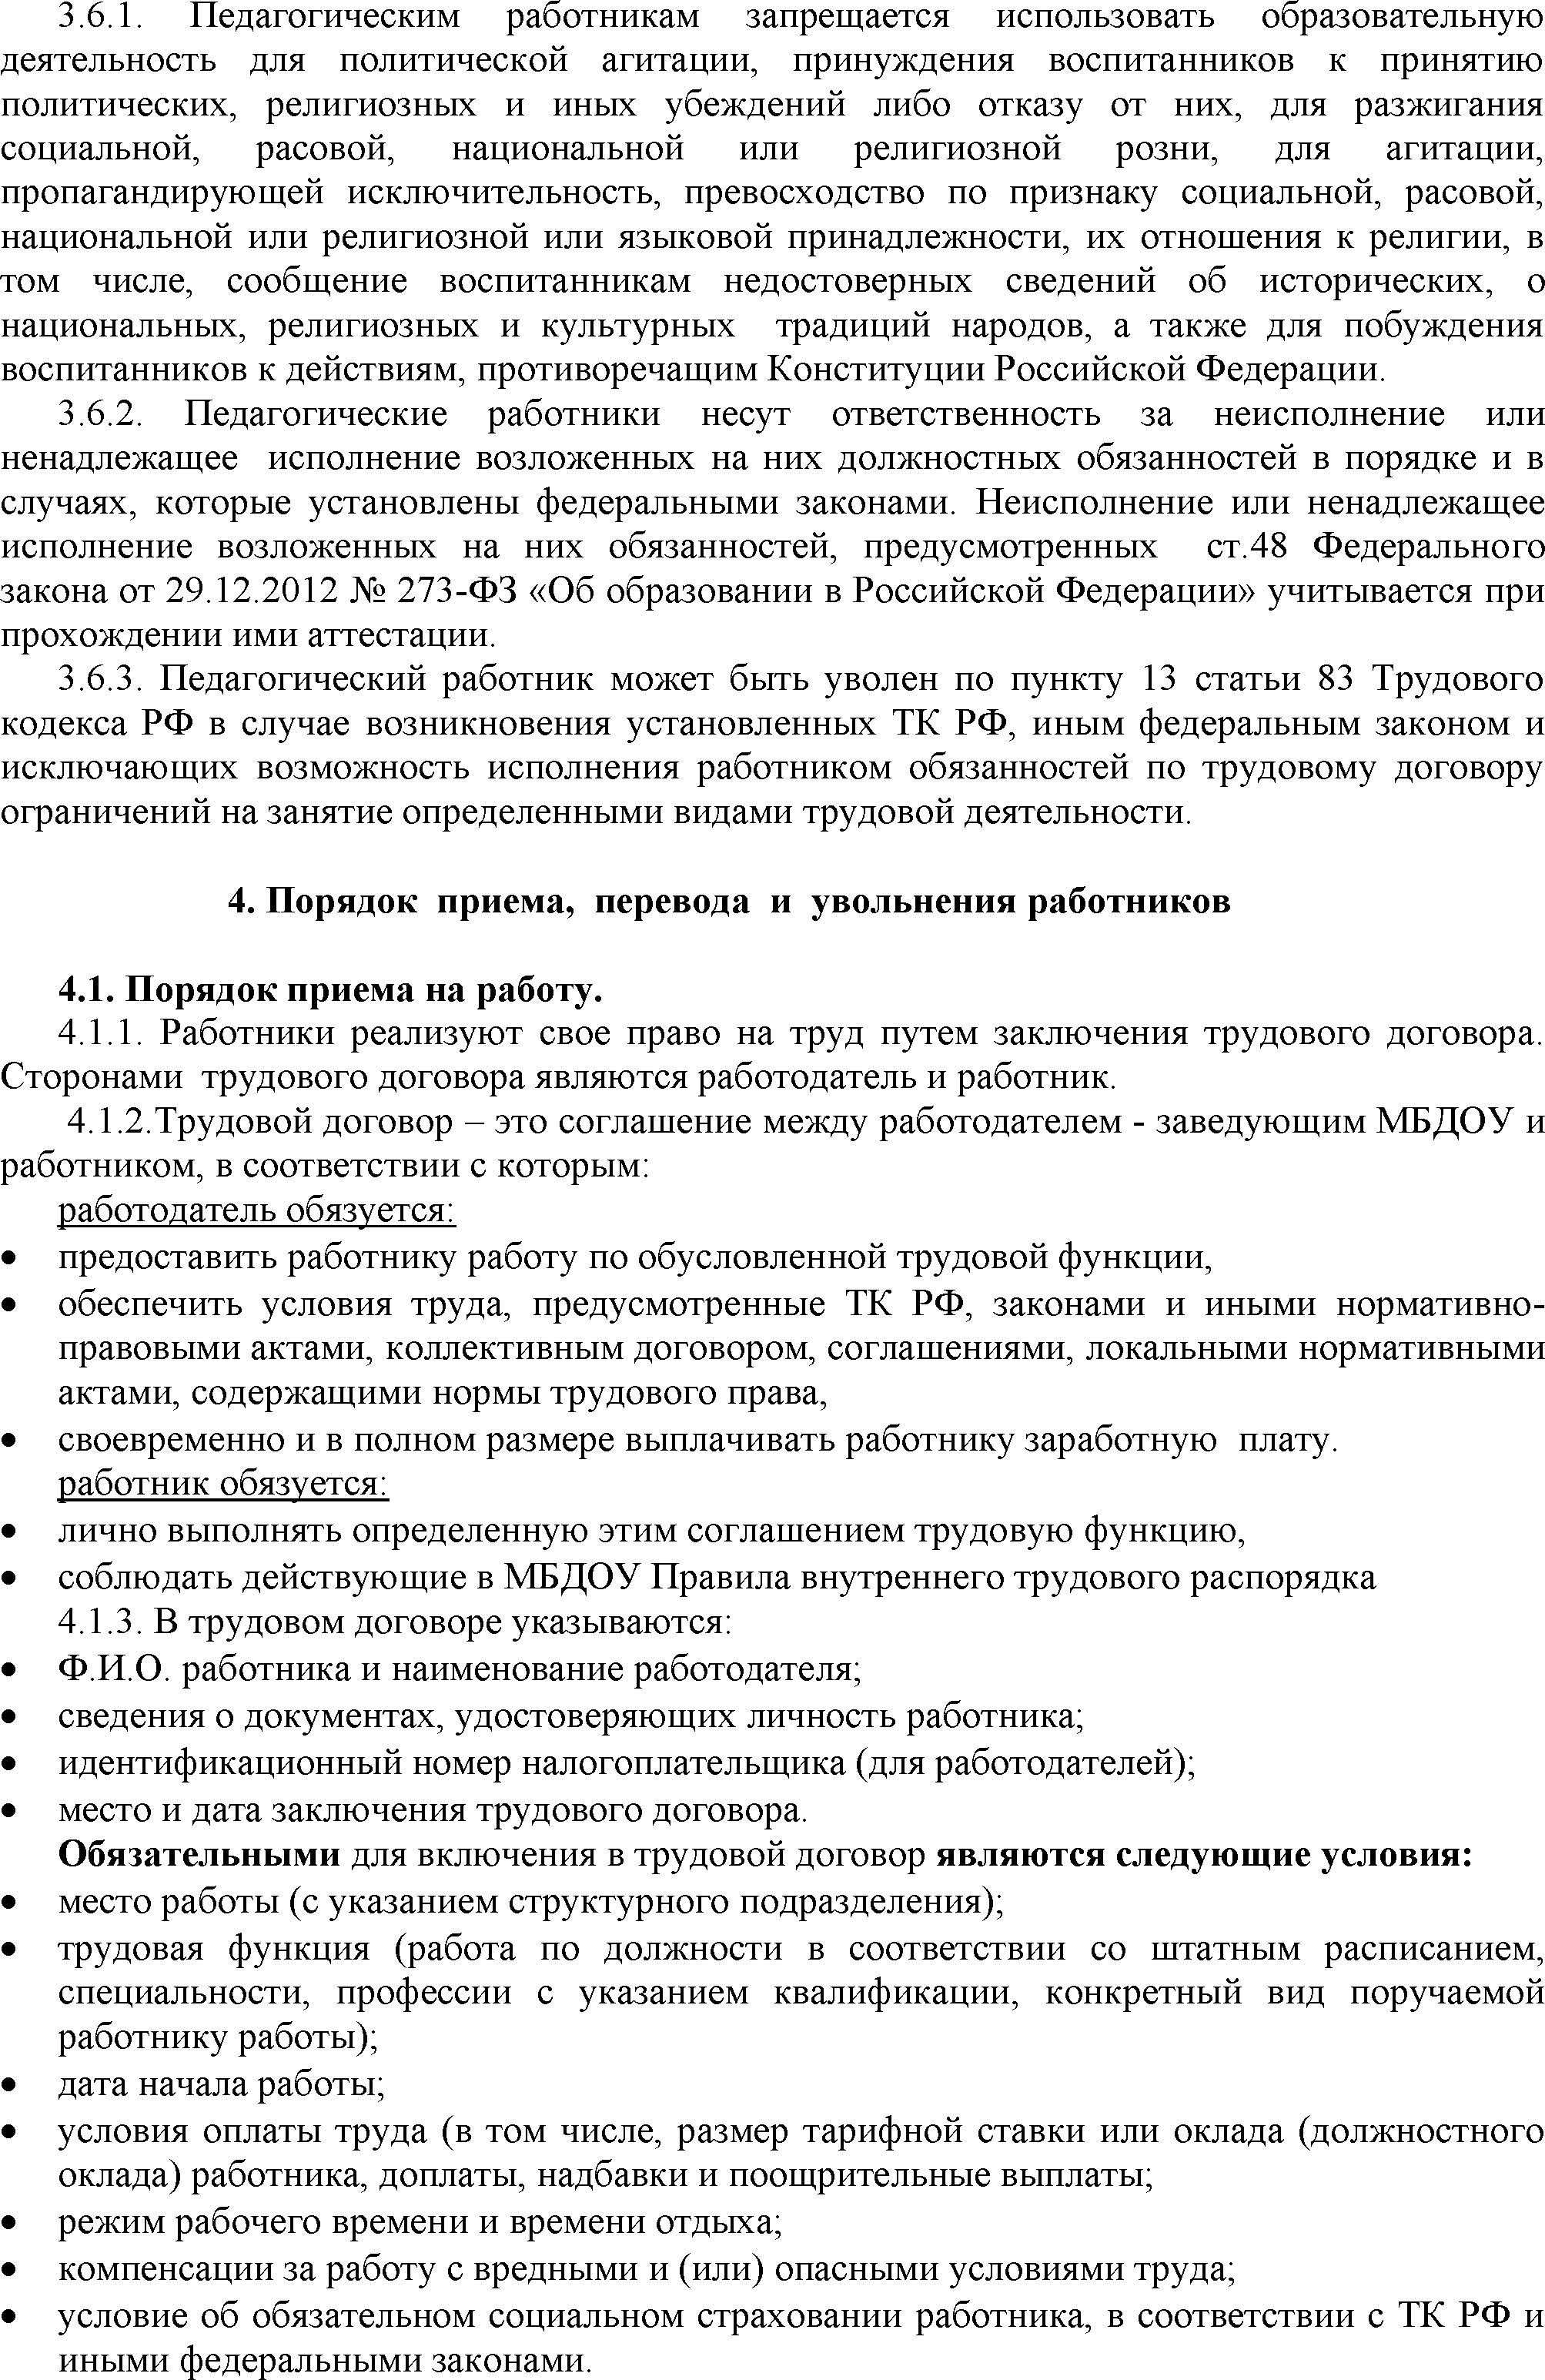 3.6.1. Педагогическим работникам запрещается использовать образовательную
деятельность для политической агитации, принуждения воспитанников к принятию
политических, религиозных и иных убеждений либо отказу от них, для разжигания
социальной, расовой, национальной или религиозной розни, для агитации,
пропагандирующей исключительность, превосходство по признаку социальной, расовой,
национальной или религиозной или языковой принадлежности, их отношения к религии, в
том числе, сообщение воспитанникам недостоверных сведений об исторических, о
национальных, религиозных и культурных традиций народов, а также для побуждения
воспитанников к действиям, противоречащим Конституции Российской Федерации.
3.6.2. Педагогические работники несут ответственность за неисполнение или
ненадлежащее исполнение возложенных на них должностных обязанностей в порядке и в
случаях, которые установлены федеральными законами. Неисполнение или ненадлежащее
исполнение возложенных на них обязанностей, предусмотренных ст.48 Федерального
закона от 29.12.2012 № 273-ФЗ «Об образовании в Российской Федерации» учитывается при
прохождении ими аттестации.
3.6.3. Педагогический работник может быть уволен по пункту 13 статьи 83 Трудового
кодекса РФ в случае возникновения установленных ТК РФ, иным федеральным законом и
исключающих возможность исполнения работником обязанностей по трудовому договору
ограничений на занятие определенными видами трудовой деятельности.
4. Порядок приема, перевода и увольнения работников
4.1. Порядок приема на работу.
4.1.1. Работники реализуют свое право на труд путем заключения трудового договора.
Сторонами трудового договора являются работодатель и работник.
4.1.2.Трудовой договор – это соглашение между работодателем - заведующим МБДОУ и
работником, в соответствии с которым:
работодатель обязуется:
• предоставить работнику работу по обусловленной трудовой функции,
• обеспечить условия труда, предусмотренные ТК РФ, законами и иными нормативно-
правовыми актами, коллективным договором, соглашениями, локальными нормативными
актами, содержащими нормы трудового права,
• своевременно и в полном размере выплачивать работнику заработную плату.
работник обязуется:
• лично выполнять определенную этим соглашением трудовую функцию,
• соблюдать действующие в МБДОУ Правила внутреннего трудового распорядка
4.1.3. В трудовом договоре указываются:
• Ф.И.О. работника и наименование работодателя;
• сведения о документах, удостоверяющих личность работника;
• идентификационный номер налогоплательщика (для работодателей);
• место и дата заключения трудового договора.
Обязательными для включения в трудовой договор являются следующие условия:
• место работы (с указанием структурного подразделения);
• трудовая функция (работа по должности в соответствии со штатным расписанием,
специальности, профессии с указанием квалификации, конкретный вид поручаемой
работнику работы);
• дата начала работы;
• условия оплаты труда (в том числе, размер тарифной ставки или оклада (должностного
оклада) работника, доплаты, надбавки и поощрительные выплаты;
• режим рабочего времени и времени отдыха;
• компенсации за работу с вредными и (или) опасными условиями труда;
• условие об обязательном социальном страховании работника, в соответствии с ТК РФ и
иными федеральными законами.